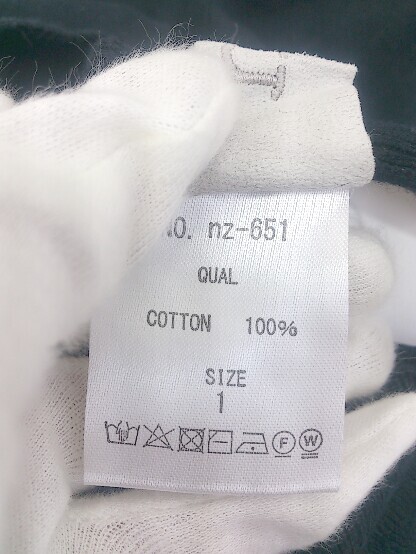 NO. nz-651
QUAL
COTTON 100%
SIZE
1
F W